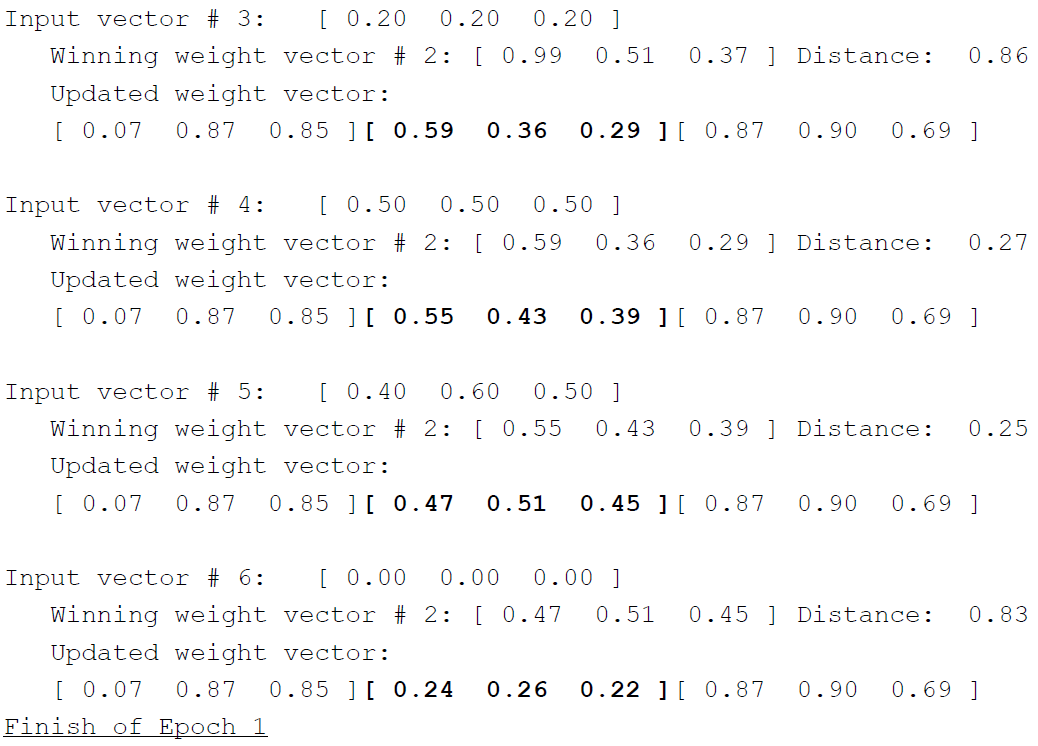 Input vector # 3: [ 0.20 0.20 0.20 ]
Winning weight vector # 2: [ 0.99 0.51 0.37 ] Distance: 0.86
Updated weight vector:
[ 0.07 0.87 0.85 ][ 0.59 0.36 0.29 ][ 0.87 0.90 0.69 ]
Input vector # 4: [ 0.50 0.50 0.50 ]
Winning weight vector # 2: [ 0.59 0.36 0.29 ] Distance: 0.27
Updated weight vector:
[ 0.07 0.87 0.85 ][ 0.55 0.43 0.39 ][ 0.87 0.90 0.69 ]
Input vector # 5: [ 0.40 0.60 0.50 ]
Winning weight vector # 2: [ 0.55 0.43 0.39 ] Distance: 0.25
Updated weight vector:
[ 0.07 0.87 0.85 ][ 0.47 0.51 0.45 ][ 0.87 0.90 0.69 ]
Input vector # 6: [ 0.00 0.00 0.00 ]
Winning weight vector # 2: [ 0.47 0.51 0.45 ] Distance: 0.83
Updated weight vector:
[ 0.07 0.87 0.85 ][ 0.24 0.26 0.22 ][ 0.87 0.90 0.69 ]
Finish of Epoch 1